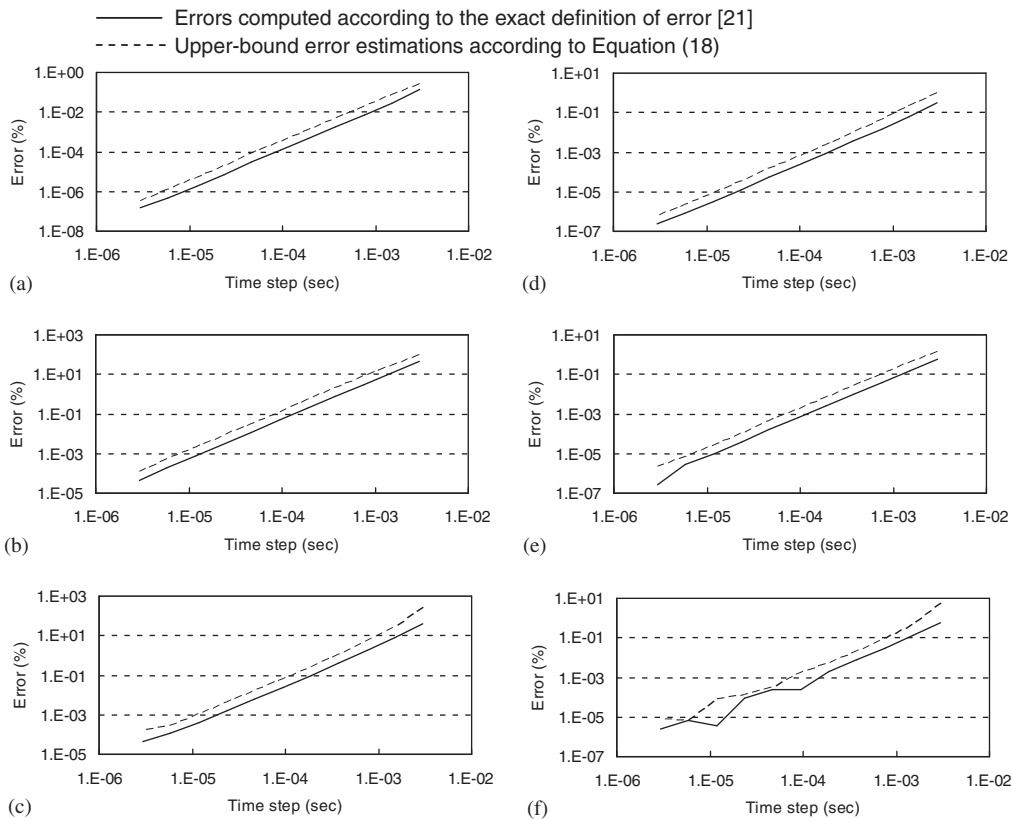 Errors computed according to the exact definition of error [21]
Upper-bound error estimations according to Equation (18)
1.E+00
1.E-02
1.E-04
1.E-06
1.E-08
Error (%)
1.E-06 1.E-05 1.E-04 1.E-03 1.E-02
Time step (sec)
(a)
1.E+01
1.E-01
1.E-03
1.E-05
1.E-07
Error (%)
1.E-06 1.E-05 1.E-04 1.E-03 1.E-02
Time step (sec)
(d)
1.E+03
1.E+01
1.E-01
1.E-03
1.E-05
Error (%)
1.E-06 1.E-05 1.E-04 1.E-03 1.E-02
Time step (sec)
(b)
1.E+01
1.E-01
1.E-03
1.E-05
1.E-07
Error (%)
1.E-06 1.E-05 1.E-04 1.E-03 1.E-02
Time step (sec)
(e)
1.E+03
1.E+01
1.E-01
1.E-03
1.E-05
Error (%)
1.E-06 1.E-05 1.E-04 1.E-03 1.E-02
Time step (sec)
(c)
1.E+01
1.E-01
1.E-03
1.E-05
1.E-07
Error (%)
1.E-06 1.E-05 1.E-04 1.E-03 1.E-02
Time step (sec)
(f)